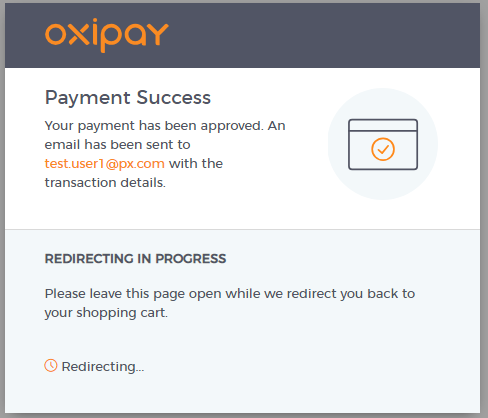 oxipay
Payment Success
Your payment has been approved. An
email has been sent to
test.user1@px.com with the
transaction details.
REDIRECTING IN PROGRESS
Please leave this page open while we redirect you back to
your shopping cart.
Redirecting...